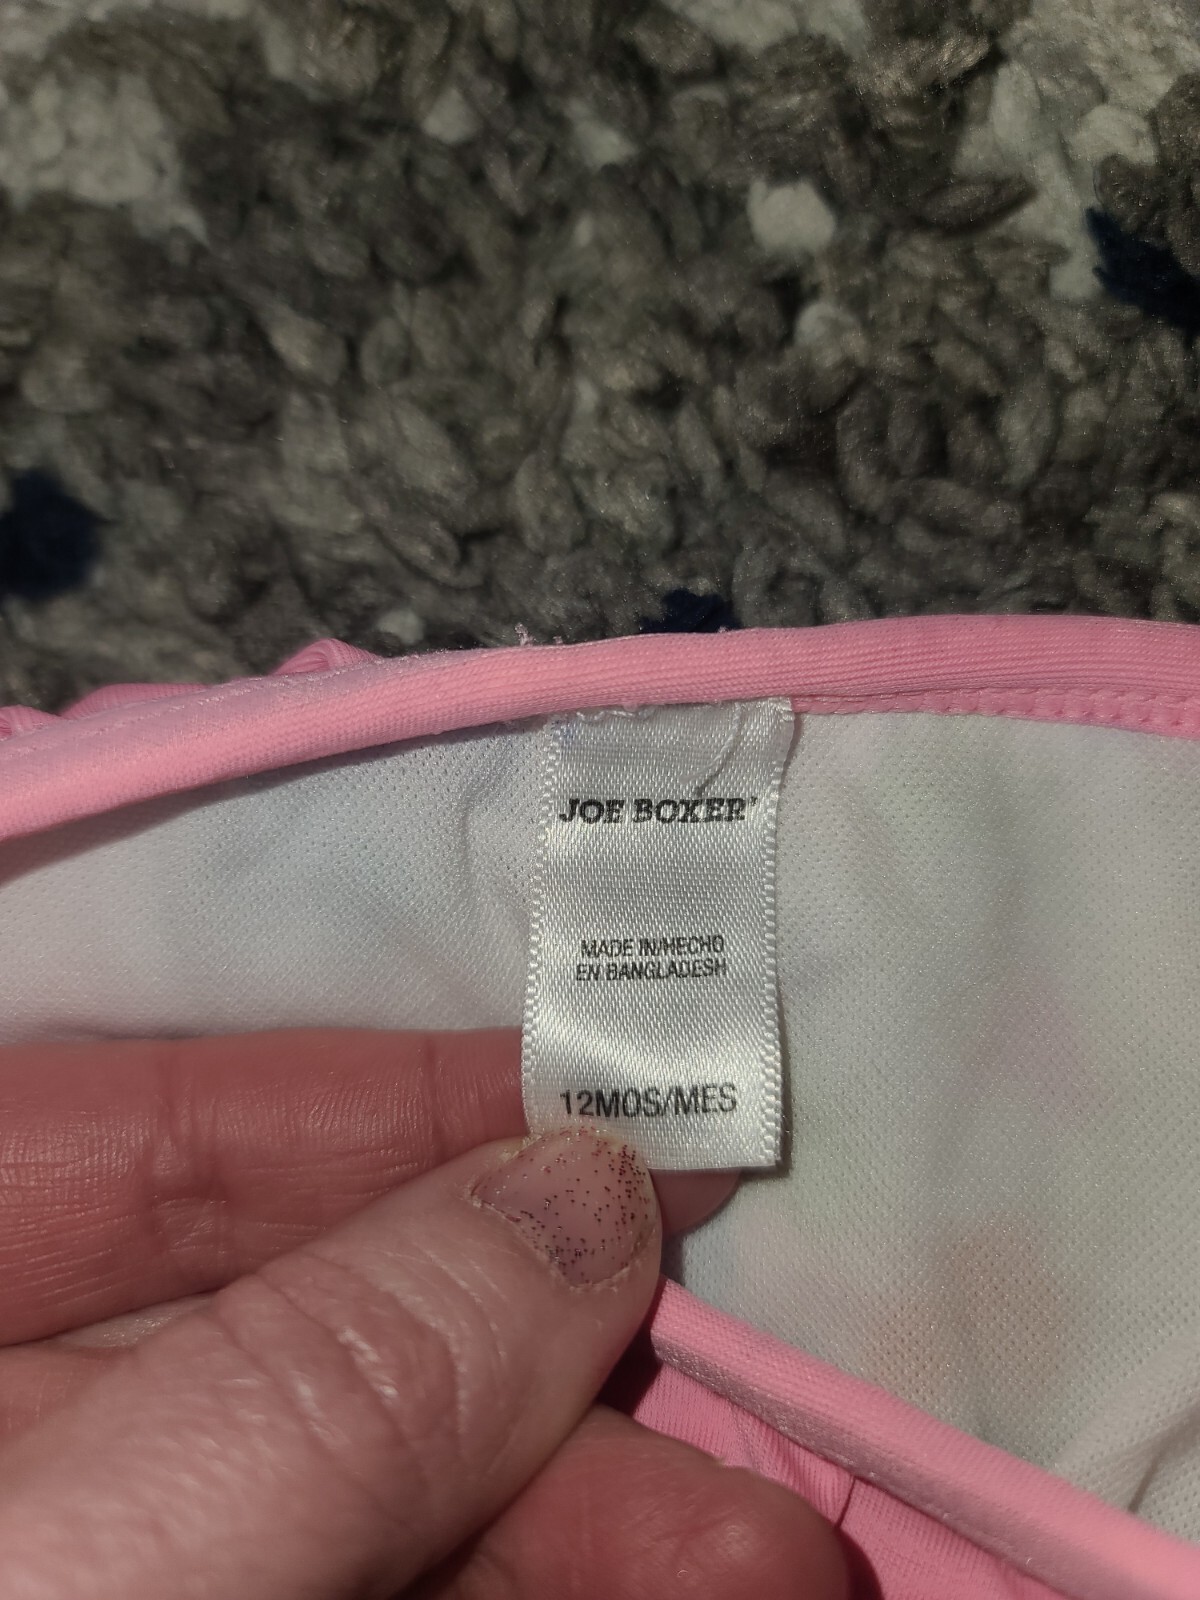 JOE BOXER
MADE IN/HECHO
EN BANGLADESH
12MOS/MES